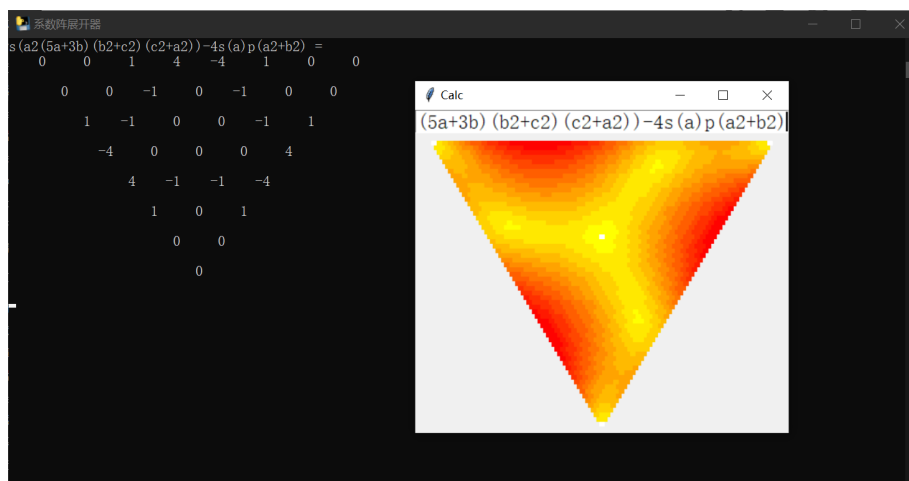 系数阵展开器
s(a2(5a+3b)(b2+c2)(c2+a2))-4s(a)p(a2+b2) =
0 0 1 4 -4 1 0 0
0 0 -1 0 -1 0 0
1 -1 0 0 -1 1
-4 0 0 0 4
4 -1 -1 -4
1 0 1
0 0
0
Calc
(5a+3b)(b2+c2)(c2+a2))-4s(a)p(a2+b2)